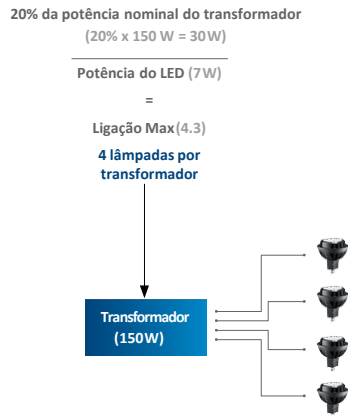 20% da potência nominal do transformador
(20% x 150 W = 30W)
Potência do LED (7W)
=
Ligação Max (4.3)
4 lâmpadas por
transformador
Transformador
(150W)